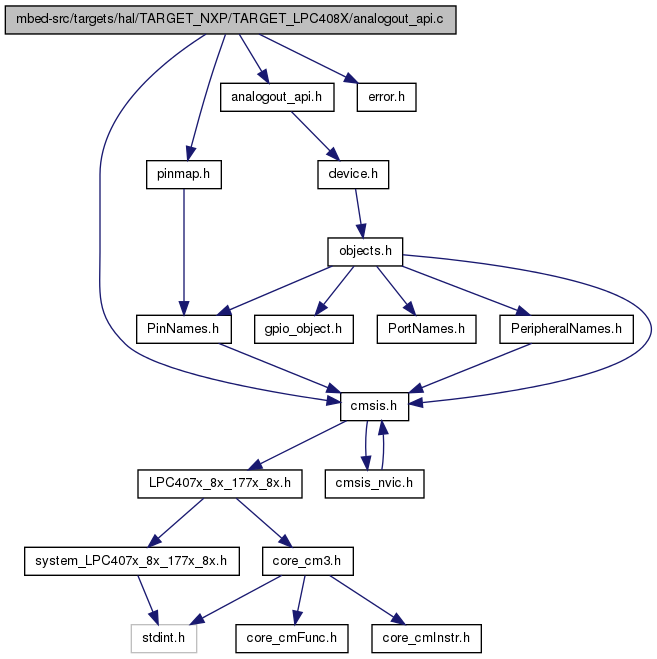 mbed-src/targets/hal/TARGET_NXP/TARGET_LPC408X/analogout_api.c
analogout_api.h
error.h
pinmap.h
device.h
objects.h
PinNames.h
gpio_object.h
PortNames.h
PeripheralNames.h
cmsis.h
LPC407x_8x_177x_8x.h
cmsis_nvic.h
system_LPC407x_8x_177x_8x.h
core_cm3.h
stdint.h
core_cmFunc.h
core_cmInstr.h